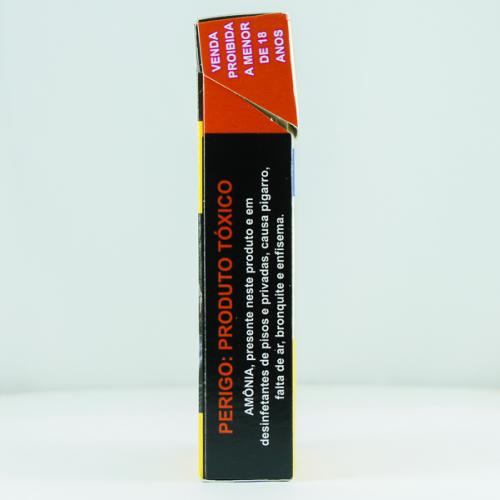 VENDA
PROIBIDA
A MENOR
DE 18
ANOS
PERIGO: PRODUTO TÓXICO
AMÔNIA, presente neste produto e em
desinfetantes de pisos e privadas, causa pigarro,
falta de ar, bronquite e enfisema.